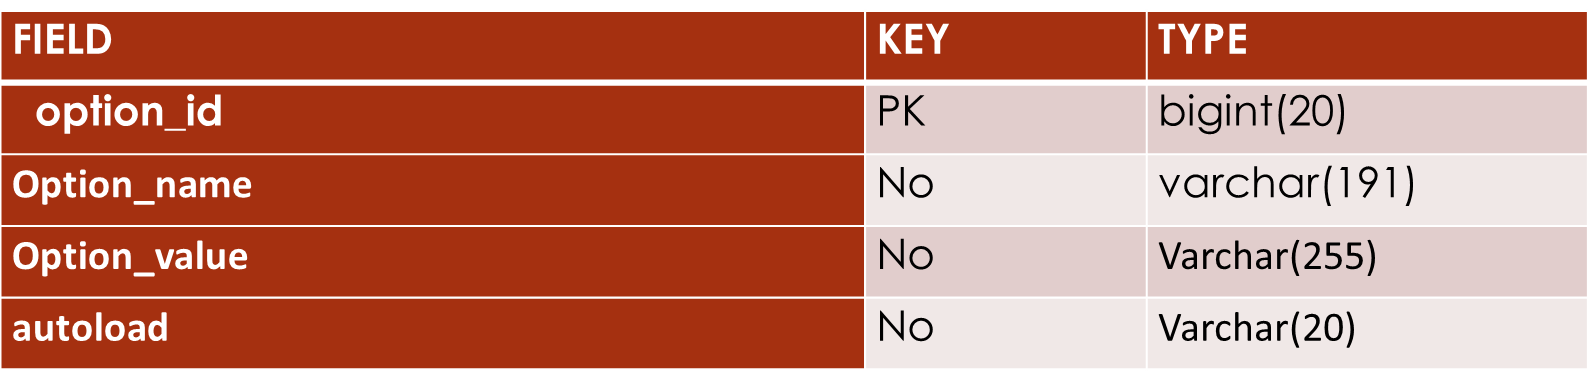 FIELD KEY TYPE
option_id PK bigint(20)
Option_name No varchar(191)
Option_value No Varchar(255)
autoload No Varchar(20)